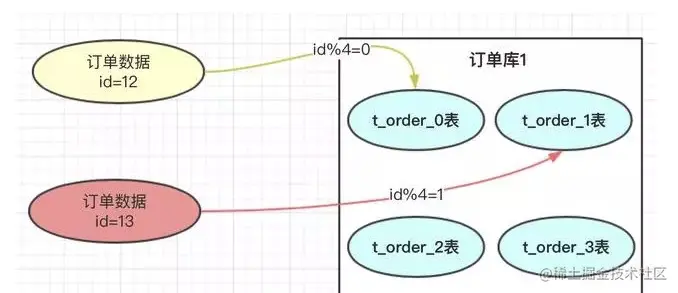 id%4=0
订单库1
订单数据
id=12
t_order_0表
t_order_1表
订单数据
id=13
id%4=1
t_order_2表
t_order_3表
@稀土掘金技术社区